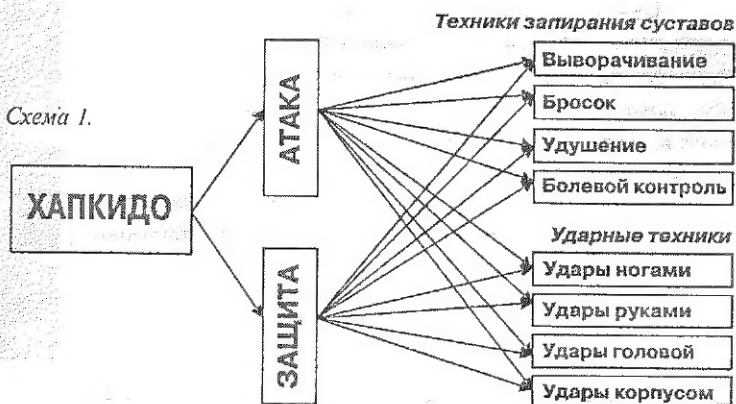 Техники запирания суставов
Выворачивание
Бросок
Удушение
Болевой контроль
Схема 1.
АТАКА
ХАПКИДО
ЗАЩИТА
Ударные техники
Удары ногами
Удары руками
Удары головой
Удары корпусом